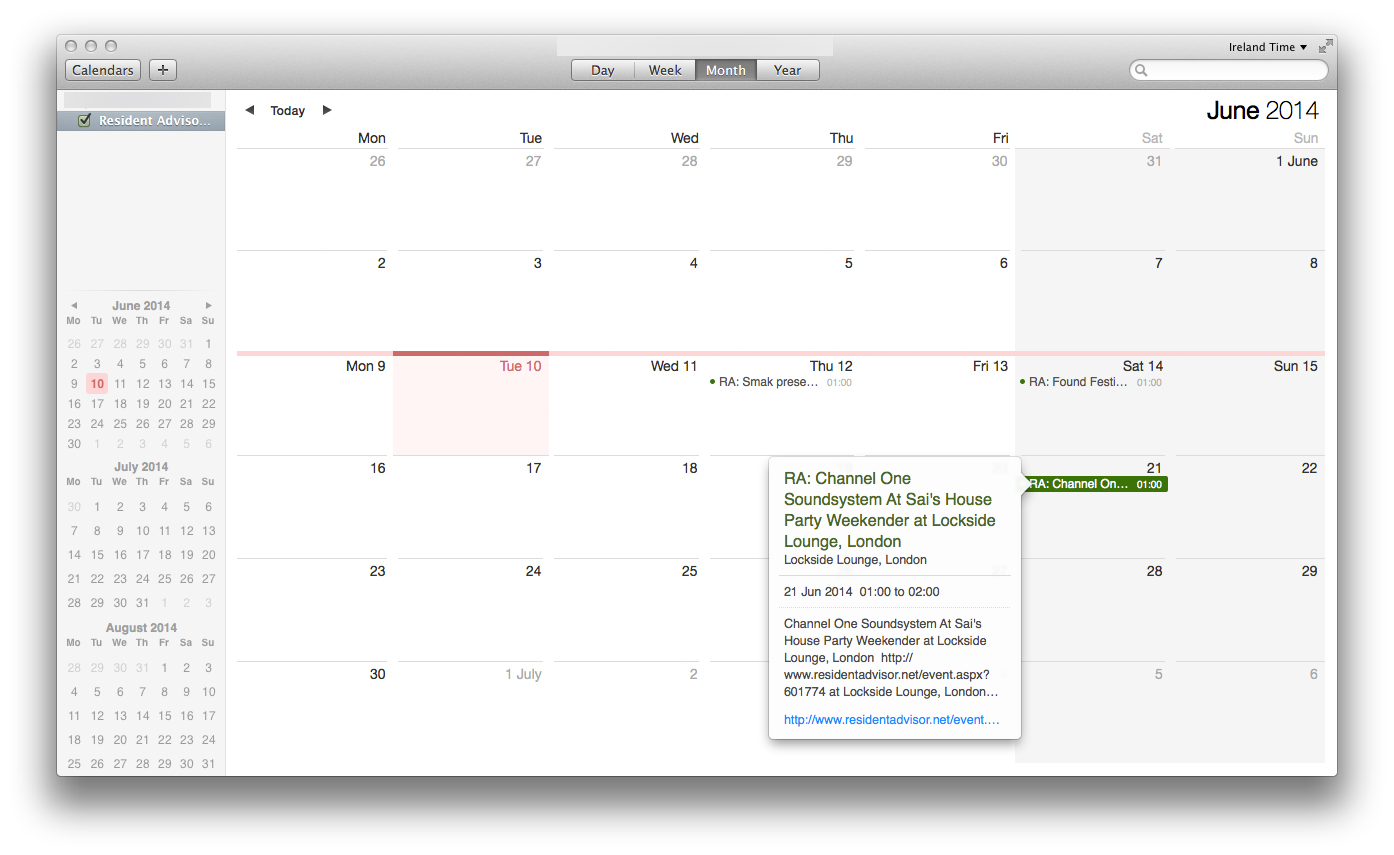 Ireland Time ▼
Calendars + Day Week Month Year
Resident Adviso...
◀ Today ▶ June 2014
Mon Tue Wed Thu Fri Sat Sun
26 27 28 29 30 31 1 June
2 3 4 5 6 7 8
Mon 9 Tue 10 Wed 11 Thu 12 Fri 13 Sat 14 Sun 15
• RA: Smak prese... 01:00 • RA: Found Festi... 01:00
16 17 18 21 22
RA: Channel On... 01:00
23 24 25 28 29
30 1 July 2 5 6
RA: Channel One
Soundsystem At Sai's House
Party Weekender at Lockside
Lounge, London
Lockside Lounge, London
21 Jun 2014 01:00 to 02:00
Channel One Soundsystem At Sai's
House Party Weekender at Lockside
Lounge, London http://
www.residentadvisor.net/event.aspx?
601774 at Lockside Lounge, London...
http://www.residentadvisor.net/event....
◀ June 2014 ▶
Mo Tu We Th Fr Sa Su
26 27 28 29 30 31 1
2 3 4 5 6 7 8
9 10 11 12 13 14 15
16 17 18 19 20 21 22
23 24 25 26 27 28 29
30 1 2 3 4 5 6
July 2014
Mo Tu We Th Fr Sa Su
30 1 2 3 4 5 6
7 8 9 10 11 12 13
14 15 16 17 18 19 20
21 22 23 24 25 26 27
28 29 30 31 1 2 3
August 2014
Mo Tu We Th Fr Sa Su
28 29 30 31 1 2 3
4 5 6 7 8 9 10
11 12 13 14 15 16 17
18 19 20 21 22 23 24
25 26 27 28 29 30 31